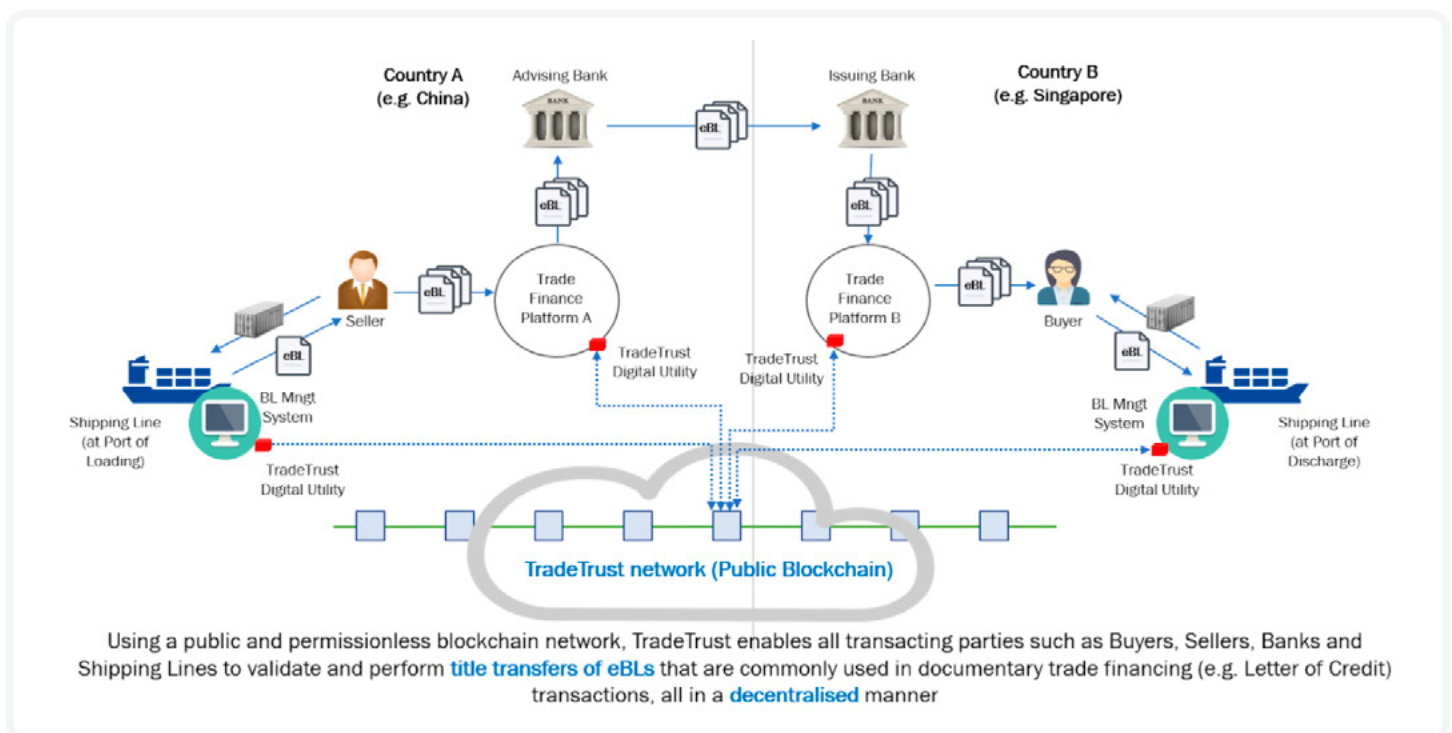 Country A
(e.g. China)
Advising Bank
BANK
eBL
Issuing Bank
BANK
Country B
(e.g. Singapore)
eBL
eBL
Seller
eBL
Trade
Finance
Platform A
Trade
Finance
Platform B
eBL
Buyer
eBL
eBL
TradeTrust
Digital Utility
TradeTrust
Digital Utility
Shipping Line
(at Port of
Loading)
BL Mngt
System
TradeTrust
Digital Utility
BL Mngt
System
Shipping Line
(at Port of
Discharge)
TradeTrust
Digital Utility
TradeTrust network (Public Blockchain)
Using a public and permissionless blockchain network, TradeTrust enables all transacting parties such as Buyers, Sellers, Banks and
Shipping Lines to validate and perform title transfers of eBLs that are commonly used in documentary trade financing (e.g. Letter of Credit)
transactions, all in a decentralised manner